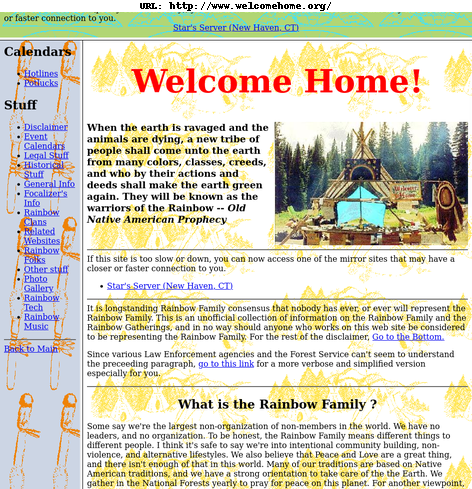 URL: http://www.welcomehome.org/
or faster connection to you.
Star's Server (New Haven, CT)
Calendars
Hotlines
Potlucks
Stuff
Disclaimer
Event
Calendars
Legal Stuff
Historical
Stuff
General Info
Focalizer's
Info
Rainbow
Clans
Related
Websites
Rainbow
Folks
Other stuff
Photo
Gallery
Rainbow
Tech
Rainbow
Music
Back to Main
Welcome Home!
When the earth is ravaged and the
animals are dying, a new tribe of
people shall come unto the earth
from many colors, classes, creeds,
and who by their actions and
deeds shall make the earth green
again. They will be known as the
warriors of the Rainbow -- Old
Native American Prophecy
If this site is too slow or down, you can now access one of the mirror sites that may have a
closer or faster connection to you.
Star's Server (New Haven, CT)
It is longstanding Rainbow Family consensus that nobody has ever, or ever will represent the
Rainbow Family. This is an unofficial collection of information on the Rainbow Family and the
Rainbow Gatherings, and in no way should anyone who works on this web site be considered
to be representing the Rainbow Family. For the rest of the disclaimer, Go to the Bottom.
Since various Law Enforcement agencies and the Forest Service can't seem to understand
the preceeding paragraph, go to this link for a more verbose and simplified version
especially for you.
What is the Rainbow Family ?
Some say we're the largest non-organization of non-members in the world. We have no
leaders, and no organization. To be honest, the Rainbow Family means different things to
different people. I think it's safe to say we're into intentional community building, non-
violence, and alternative lifestyles. We also believe that Peace and Love are a great thing,
and there isn't enough of that in this world. Many of our traditions are based on Native
American traditions, and we have a strong orientation to take care of the the Earth. We
gather in the National Forests yearly to pray for peace on this planet. For another viewpoint,